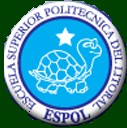 ESCUELA SUPERIOR POLITECNICA DEL LITORAL
ESPOL